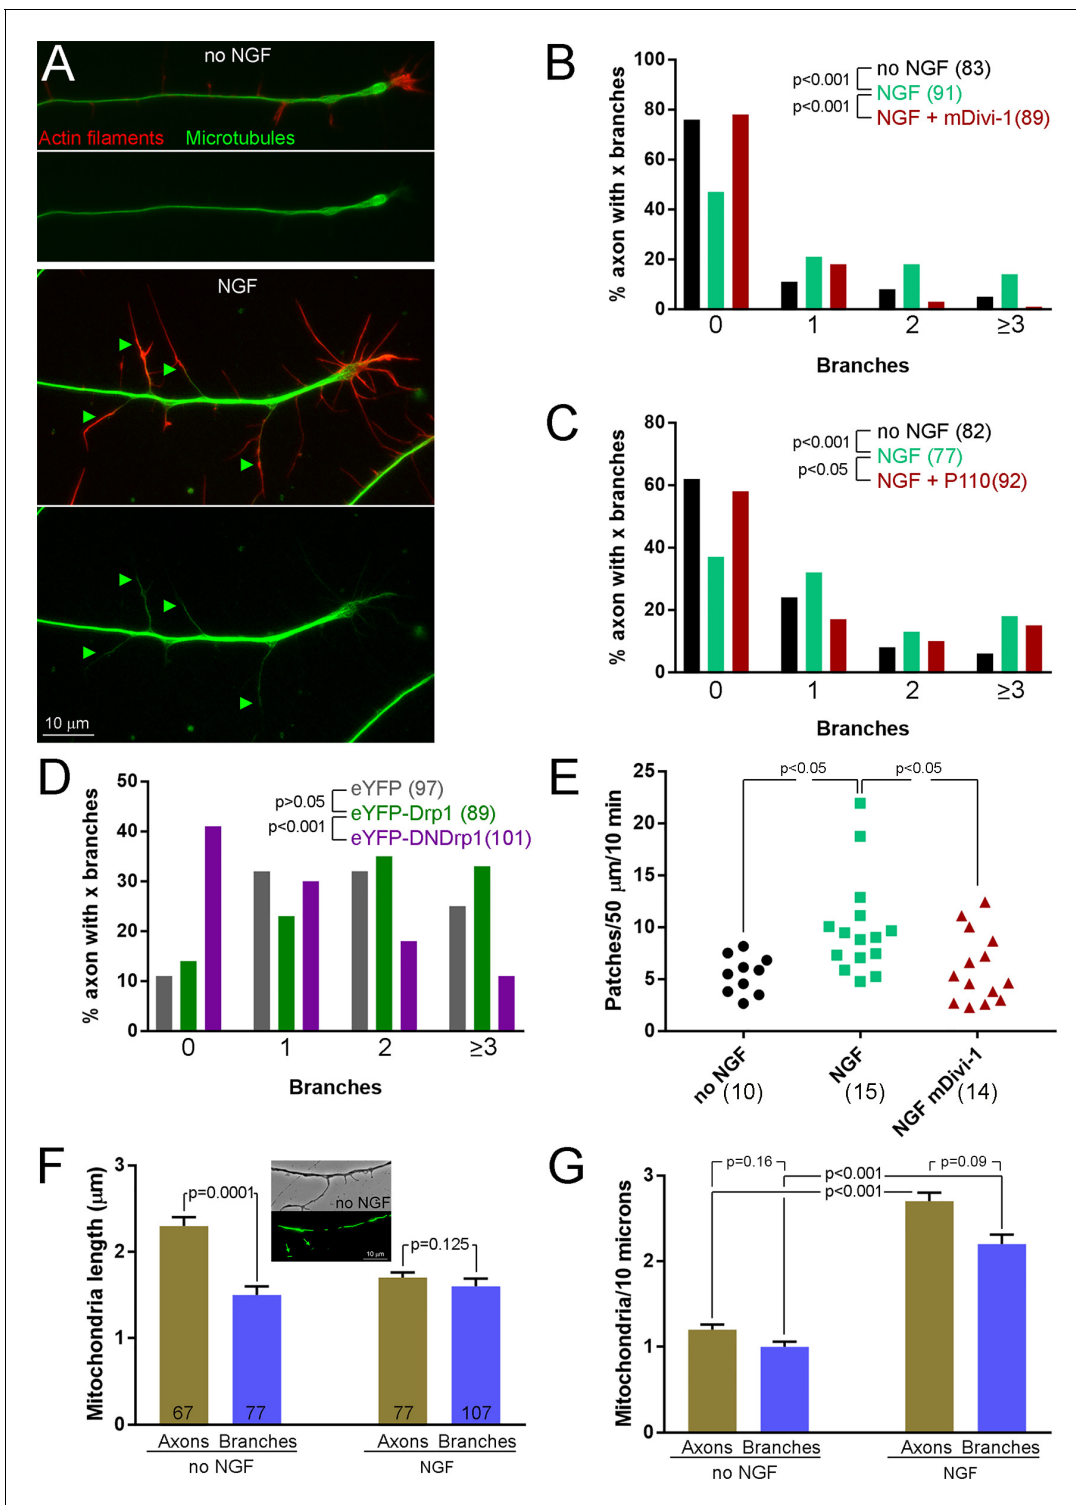 A
no NGF
Actin filaments Microtubules
NGF
10 μm
B
% axon with x branches
100
80
60
40
20
0
p<0.001
p<0.001
no NGF (83)
NGF (91)
NGF + mDivi-1(89)
0 1 2 ≥3
Branches
C
% axon with x branches
80
60
40
20
0
p<0.001
p<0.05
no NGF (82)
NGF (77)
NGF + P110(92)
0 1 2 ≥3
Branches
D
% axon with x branches
50
40
30
20
10
0
p>0.05
p<0.001
eYFP (97)
eYFP-Drp1 (89)
eYFP-DNDrp1(101)
0 1 2 ≥3
Branches
E
Patches/50 μm/10 min
25
20
15
10
5
0
p<0.05 p<0.05
no NGF (10)
NGF (15)
NGF mDivi-1 (14)
F
Mitochondria length (μm)
3
2
1
0
p=0.0001
no NGF
10 μm
p=0.125
67 77 77 107
Axons Branches Axons Branches
no NGF NGF
G
Mitochondria/10 microns
3
2
1
0
p=0.16 p<0.001 p=0.09
p<0.001
Axons Branches Axons Branches
no NGF NGF